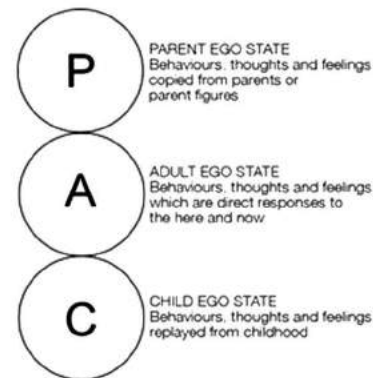 P
PARENT EGO STATE
Behaviours, thoughts and feelings
copied from parents or
parent figures
A
ADULT EGO STATE
Behaviours, thoughts and feelings
which are direct responses to
the here and now
C
CHILD EGO STATE
Behaviours, thoughts and feelings
replayed from childhood